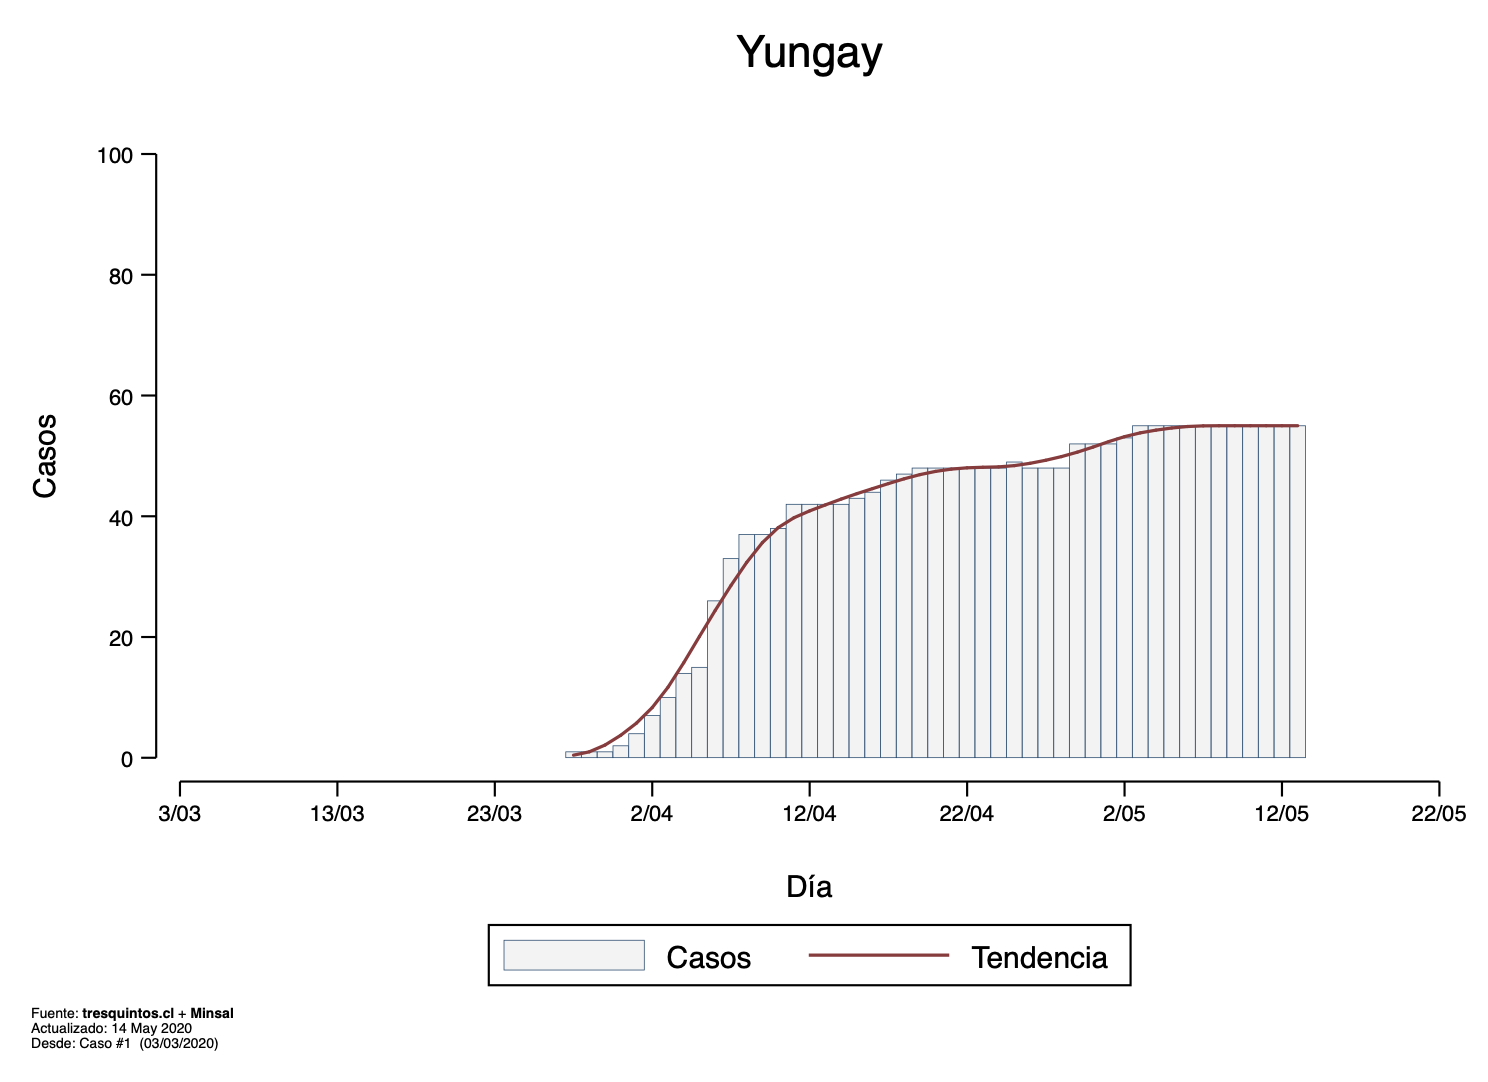 Yungay
100
80
60
40
20
0
Casos
3/03 13/03 23/03 2/04 12/04 22/04 2/05 12/05 22/05
Día
Casos Tendencia
Fuente: tresquintos.cl + Minsal
Actualizado: 14 May 2020
Desde: Caso #1 (03/03/2020)